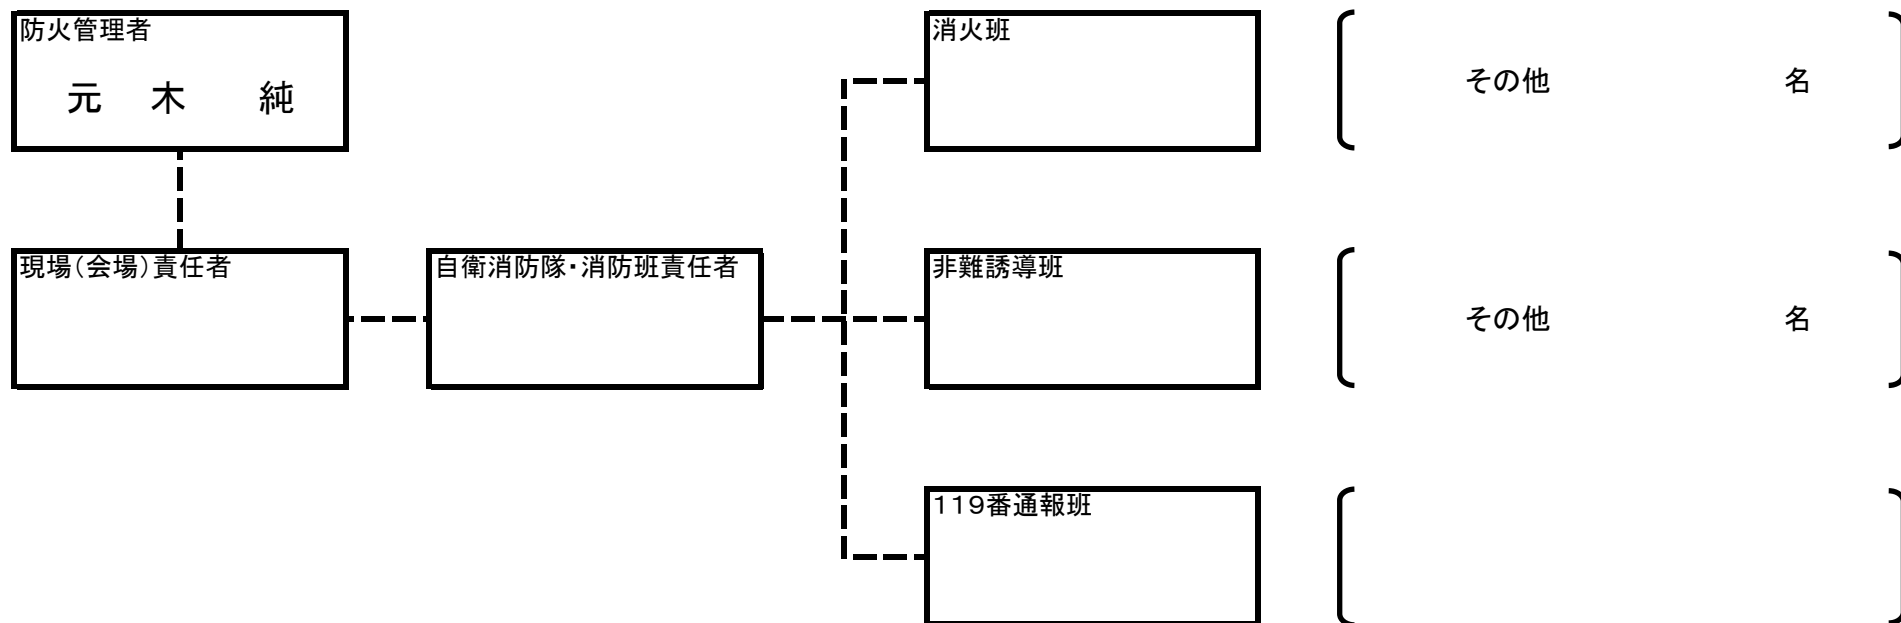 防火管理者
元 木 純
消火班
その他 名
現場(会場)責任者
自衛消防隊・消防班責任者
非難誘導班
その他 名
119番通報班